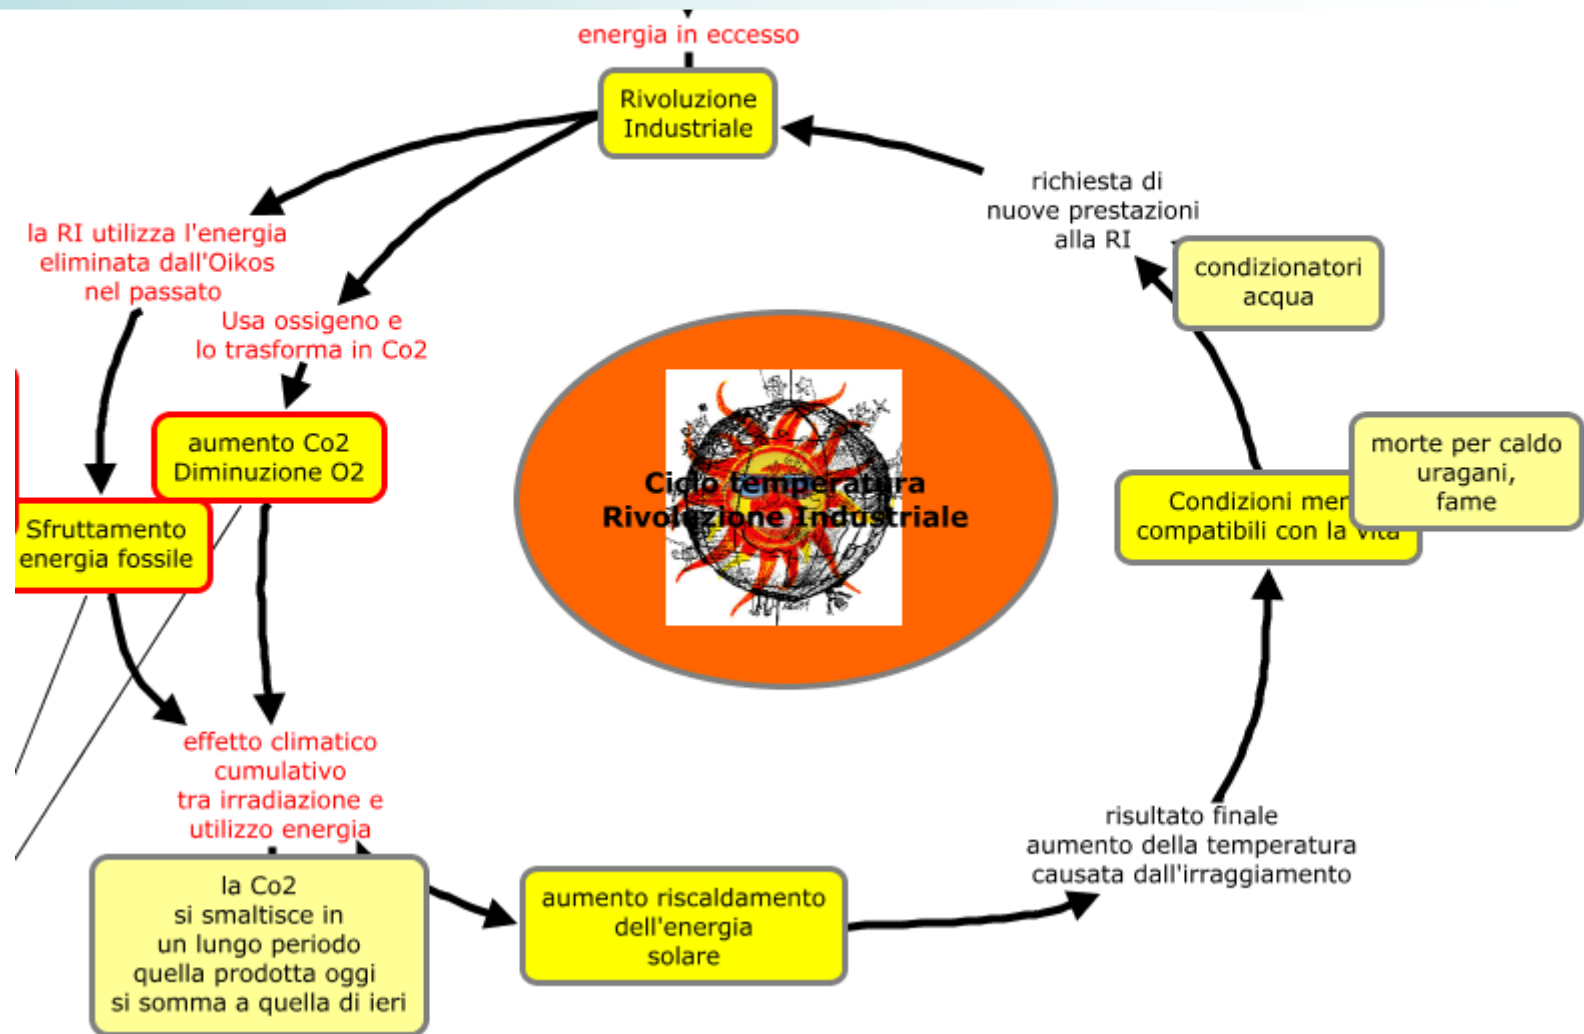 energia in eccesso
Rivoluzione
Industriale
richiesta di
nuove prestazioni
alla RI
condizionatori
acqua
la RI utilizza l'energia
eliminata dall'Oikos
nel passato
Usa ossigeno e
lo trasforma in Co2
aumento Co2
Diminuzione O2
Sfruttamento
energia fossile
Ciclo temperatura
Rivoluzione Industriale
morte per caldo
uragani,
fame
Condizioni
compatibili con la vita
effetto climatico
cumulativo
tra irradiazione e
utilizzo energia
la Co2
si smaltisce in
un lungo periodo
quella prodotta oggi
si somma a quella di ieri
aumento riscaldamento
dell'energia
solare
risultato finale
aumento della temperatura
causata dall'irraggiamento